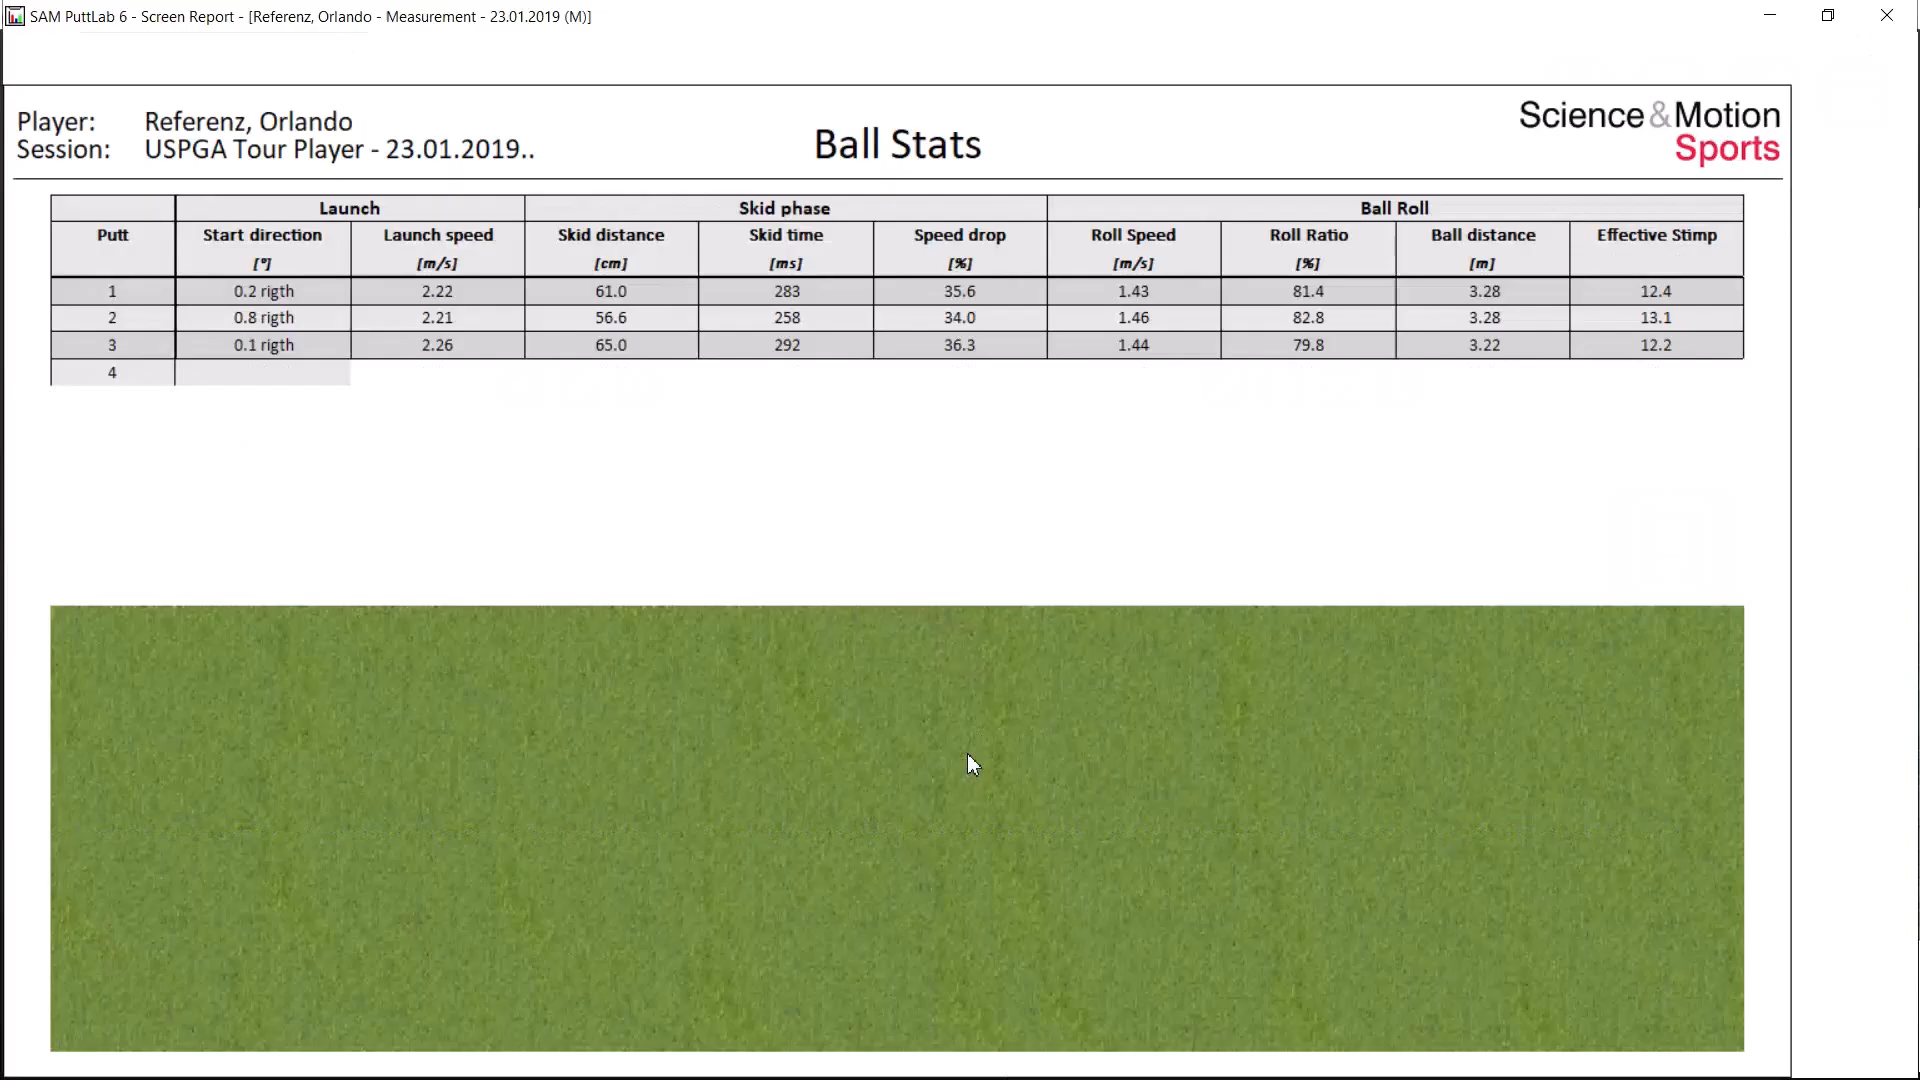 SAM PuttLab 6 - Screen Report - [Referenz, Orlando - Measurement - 23.01.2019 (M)]
Player: Referenz, Orlando
Session: USPGA Tour Player - 23.01.2019..
Ball Stats
Science&Motion
Sports
Launch Skid phase Ball Roll
Putt Start direction Launch speed Skid distance Skid time Speed drop Roll Speed Roll Ratio Ball distance Effective Stimp
[°] [m/s] [cm] [ms] [%] [m/s] [%] [m]
1 0.2 rigth 2.22 61.0 283 35.6 1.43 81.4 3.28 12.4
2 0.8 rigth 2.21 56.6 258 34.0 1.46 82.8 3.28 13.1
3 0.1 rigth 2.26 65.0 292 36.3 1.44 79.8 3.22 12.2
4